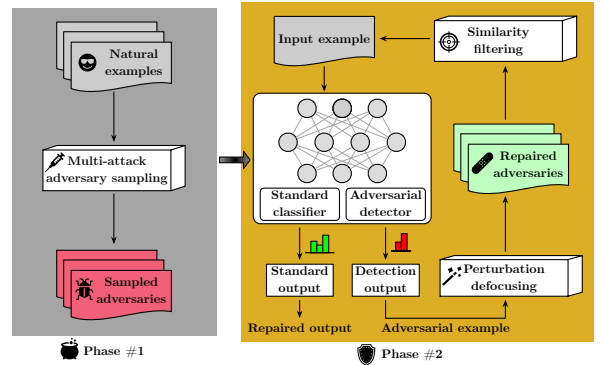 Natural
examples
Multi-attack
adversary sampling
Sampled
adversaries
Phase #1
Input example
Similarity
filtering
Standard
classifier
Adversarial
detector
Repaired
adversaries
Standard
output
Detection
output
Perturbation
defocusing
Repaired output
Adversarial example
Phase #2